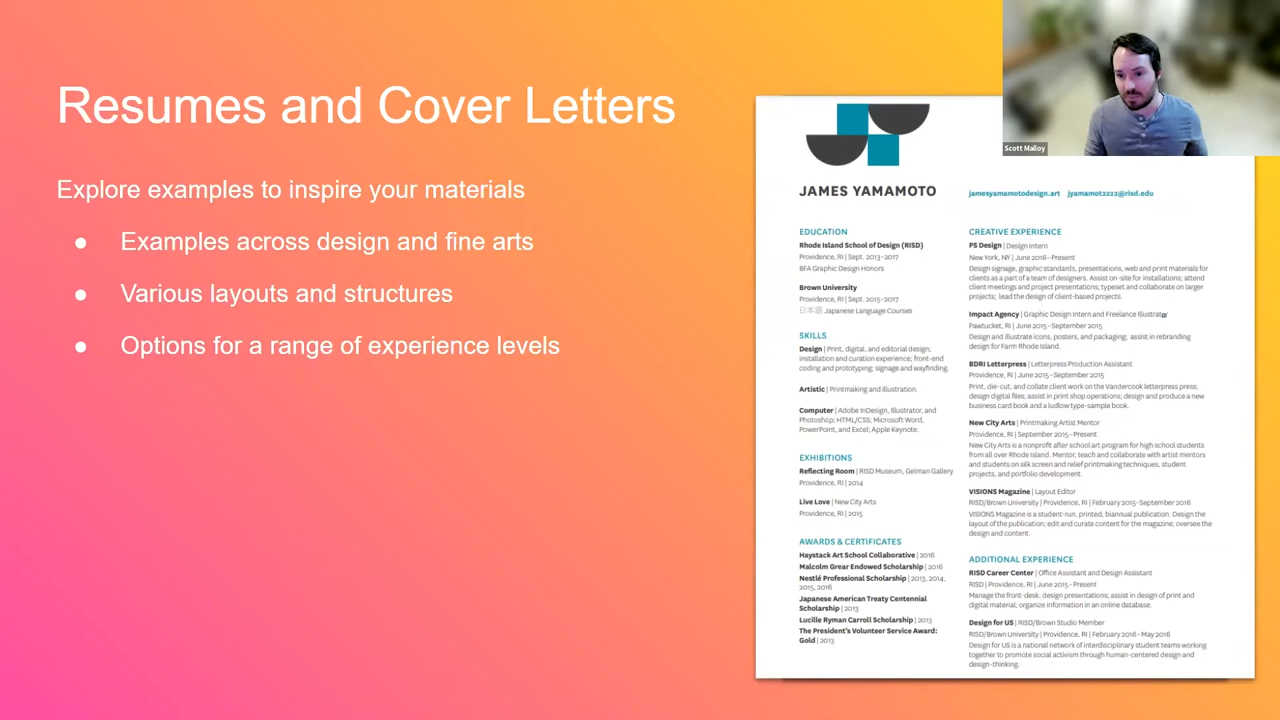 Resumes and Cover Letters
Explore examples to inspire your materials
● Examples across design and fine arts
● Various layouts and structures
● Options for a range of experience levels
Scott Malloy
JAMES YAMAMOTO
jamesyamamotodesign.art jyamamot2222@risd.edu
EDUCATION
Rhode Island School of Design (RISD)
Providence, RI | Sept. 2013-2017
BFA Graphic Design Honors
Brown University
Providence, RI | Sept. 2015-2017
日本語 Japanese Language Courses
SKILLS
Design | Print, digital, and editorial design;
installation and curation experience; front-end
coding and prototyping; signage and wayfinding.
Artistic | Printmaking and illustration.
Computer | Adobe InDesign, Illustrator, and
Photoshop; HTML/CSS; Microsoft Word,
PowerPoint, and Excel; Apple Keynote.
EXHIBITIONS
Reflecting Room | RISD Museum, Gelman Gallery
Providence, RI | 2014
Live Love | New City Arts
Providence, RI | 2015
AWARDS & CERTIFICATES
Haystack Art School Collaborative | 2016
Malcolm Grear Endowed Scholarship | 2016
Nestlé Professional Scholarship | 2013, 2014,
2015, 2016
Japanese American Treaty Centennial
Scholarship | 2013
Lucille Ryman Carroll Scholarship | 2013
The President's Volunteer Service Award:
Gold | 2013
CREATIVE EXPERIENCE
PS Design | Design Intern
New York, NY | June 2016-Present
Design signage, graphic standards, presentations, web and print materials for
clients as a part of a team of designers. Assist on-site for installations; attend
client meetings and project presentations; typeset and collaborate on larger
projects; lead the design of client-based projects.
Impact Agency | Graphic Design Intern and Freelance Illustrator
Pawtucket, RI | June 2015-September 2015
Design and illustrate icons, posters, and packaging; assist in rebranding
design for Farm Rhode Island.
BDRI Letterpress | Letterpress Production Assistant
Providence, RI | June 2015-September 2015
Print, die-cut, and collate client work on the Vandercook letterpress press;
design digital files; assist in print shop operations; design and produce a new
business card book and a ludlow type-sample book.
New City Arts | Printmaking Artist Mentor
Providence, RI | September 2015-Present
New City Arts is a nonprofit after school art program for high school students
from all over Rhode Island. Mentor, teach and collaborate with artist mentors
and students on silk screen and relief printmaking techniques, student
projects, and portfolio development.
VISIONS Magazine | Layout Editor
RISD/Brown University | Providence, RI | February 2015-September 2016
VISIONS Magazine is a student-run, printed, biannual publication. Design the
layout of the publication; edit and curate content for the magazine; oversee the
design and content.
ADDITIONAL EXPERIENCE
RISD Career Center | Office Assistant and Design Assistant
RISD | Providence, RI | June 2015-Present
Manage the front-desk; design presentations; assist in design of print and
digital material; organize information in an online database.
Design for US | RISD/Brown Studio Member
RISD/Brown University | Providence, RI | February 2016-May 2016
Design for US is a national network of interdisciplinary student teams working
together to promote social activism through human-centered design and
design-thinking.